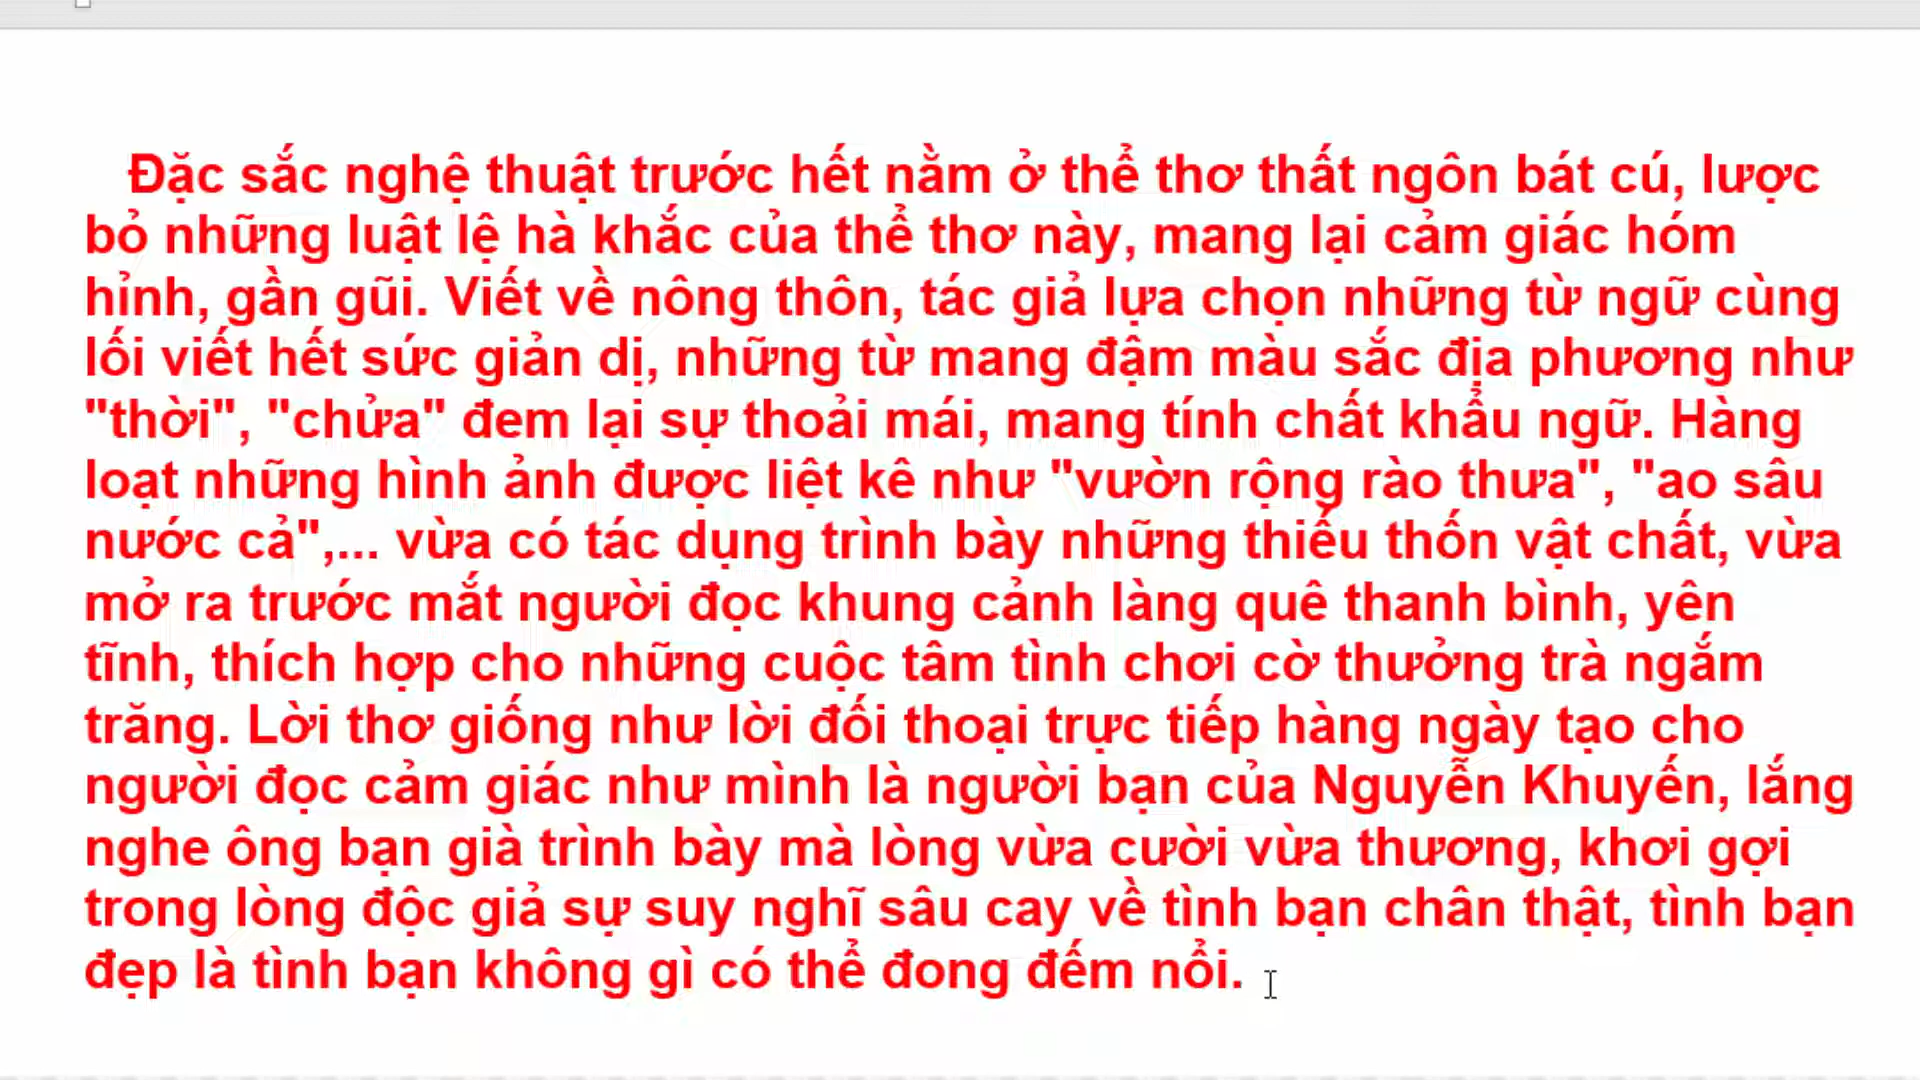 Đặc sắc nghệ thuật trước hết nằm ở thể thơ thất ngôn bát cú, lược
bỏ những luật lệ hà khắc của thể thơ này, mang lại cảm giác hóm
hỉnh, gần gũi. Viết về nông thôn, tác giả lựa chọn những từ ngữ cùng
lối viết hết sức giản dị, những từ mang đậm màu sắc địa phương như
"thời", "chửa" đem lại sự thoải mái, mang tính chất khẩu ngữ. Hàng
loạt những hình ảnh được liệt kê như "vườn rộng rào thưa", "ao sâu
nước cả",... vừa có tác dụng trình bày những thiếu thốn vật chất, vừa
mở ra trước mắt người đọc khung cảnh làng quê thanh bình, yên
tĩnh, thích hợp cho những cuộc tâm tình chơi cờ thưởng trà ngắm
trăng. Lời thơ giống như lời đối thoại trực tiếp hàng ngày tạo cho
người đọc cảm giác như mình là người bạn của Nguyễn Khuyến, lắng
nghe ông bạn già trình bày mà lòng vừa cười vừa thương, khơi gợi
trong lòng độc giả sự suy nghĩ sâu cay về tình bạn chân thật, tình bạn
đẹp là tình bạn không gì có thể đong đếm nổi.